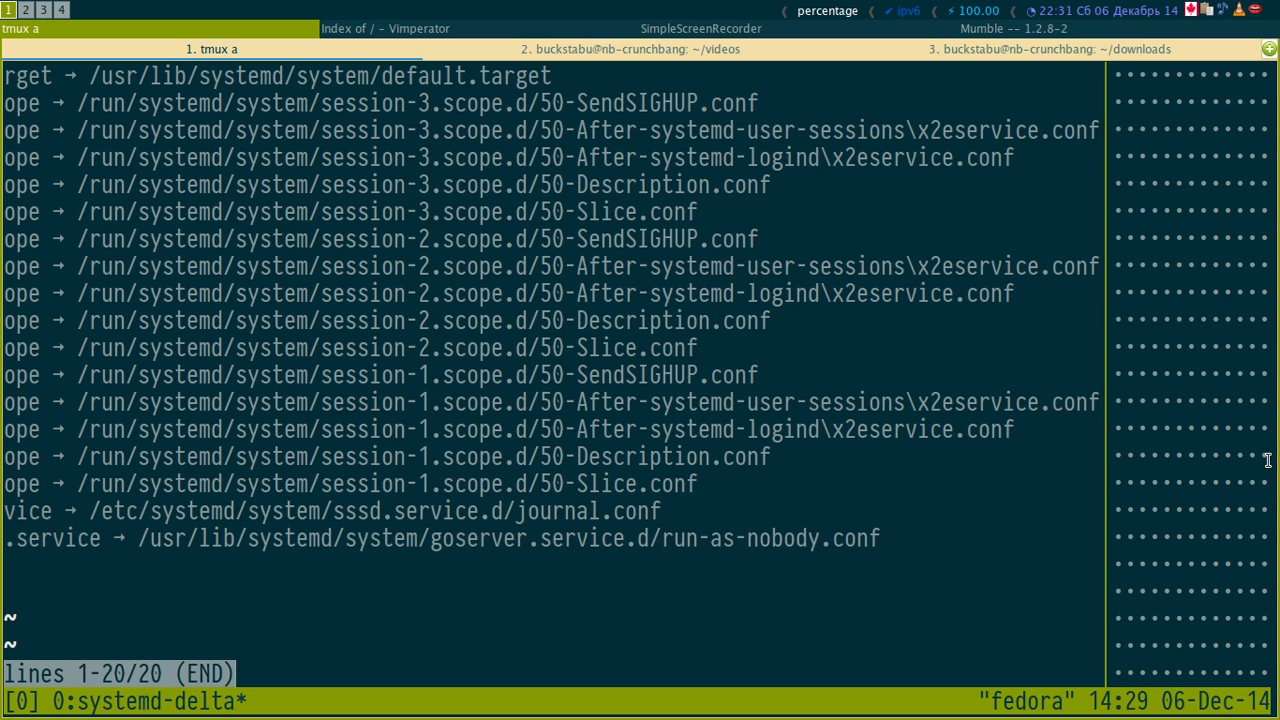 1 2 3 4 percentage ipv6 100.00 22:31 Сб 06 Декабрь 14
tmux a Index of / - Vimperator SimpleScreenRecorder Mumble -- 1.2.8-2
1. tmux a 2. buckstabu@nb-crunchbang: ~/videos 3. buckstabu@nb-crunchbang: ~/downloads
rget → /usr/lib/systemd/system/default.target
ope → /run/systemd/system/session-3.scope.d/50-SendSIGHUP.conf
ope → /run/systemd/system/session-3.scope.d/50-After-systemd-user-sessions\x2eservice.conf
ope → /run/systemd/system/session-3.scope.d/50-After-systemd-logind\x2eservice.conf
ope → /run/systemd/system/session-3.scope.d/50-Description.conf
ope → /run/systemd/system/session-3.scope.d/50-Slice.conf
ope → /run/systemd/system/session-2.scope.d/50-SendSIGHUP.conf
ope → /run/systemd/system/session-2.scope.d/50-After-systemd-user-sessions\x2eservice.conf
ope → /run/systemd/system/session-2.scope.d/50-After-systemd-logind\x2eservice.conf
ope → /run/systemd/system/session-2.scope.d/50-Description.conf
ope → /run/systemd/system/session-2.scope.d/50-Slice.conf
ope → /run/systemd/system/session-1.scope.d/50-SendSIGHUP.conf
ope → /run/systemd/system/session-1.scope.d/50-After-systemd-user-sessions\x2eservice.conf
ope → /run/systemd/system/session-1.scope.d/50-After-systemd-logind\x2eservice.conf
ope → /run/systemd/system/session-1.scope.d/50-Description.conf
ope → /run/systemd/system/session-1.scope.d/50-Slice.conf
vice → /etc/systemd/system/sssd.service.d/journal.conf
.service → /usr/lib/systemd/system/goserver.service.d/run-as-nobody.conf
~
~
lines 1-20/20 (END)
[0] 0:systemd-delta* "fedora" 14:29 06-Dec-14